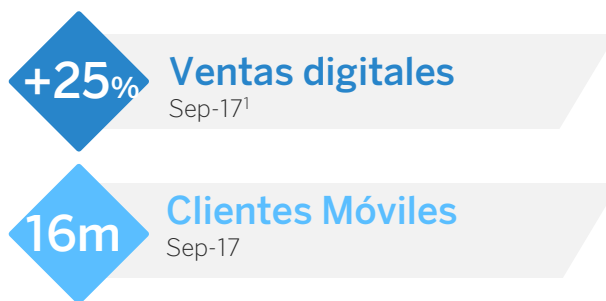 +25%
Ventas digitales
Sep-17¹
16m
Clientes Móviles
Sep-17